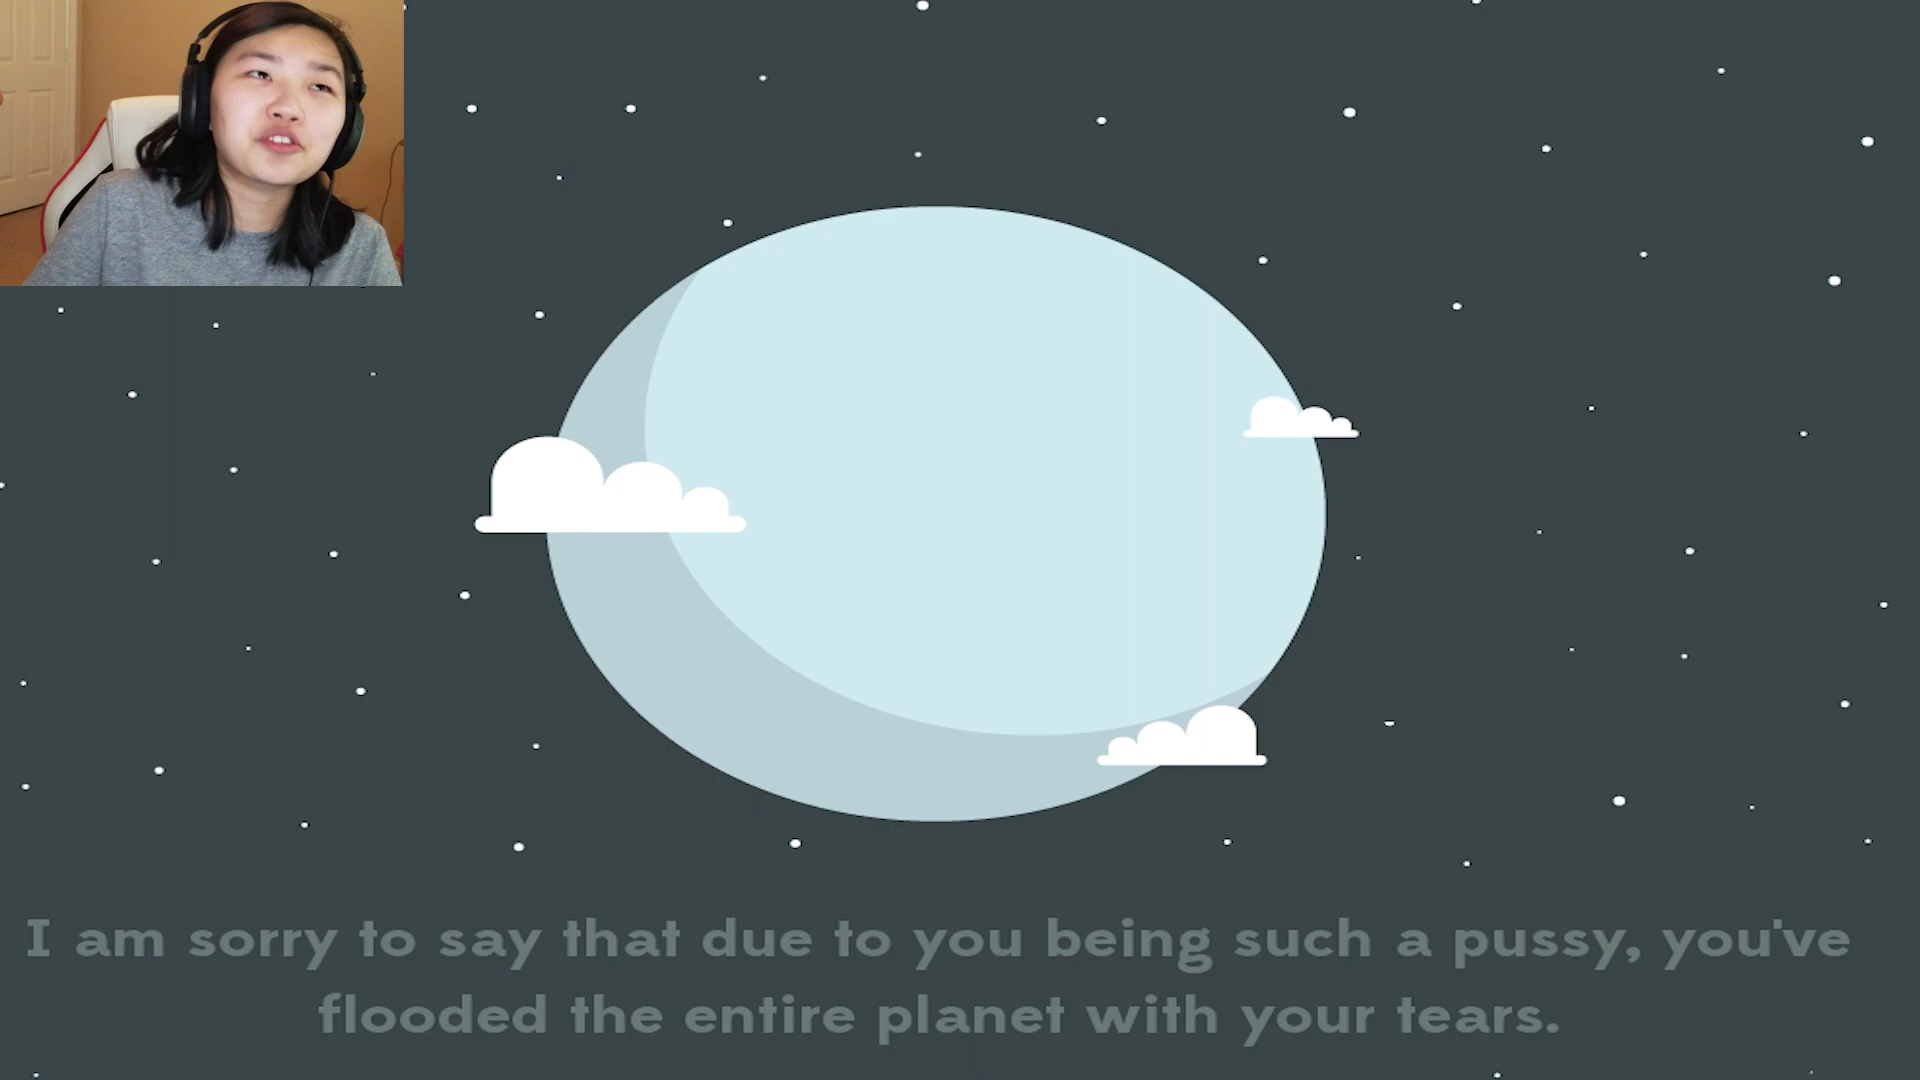 I am sorry to say that due to you being such a pussy, you've
flooded the entire planet with your tears.